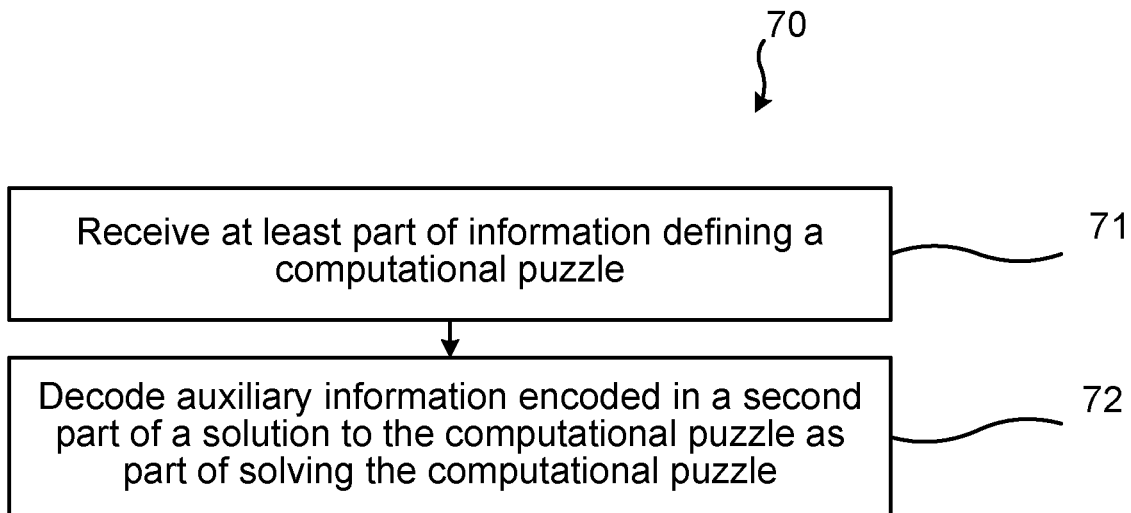 70
Receive at least part of information defining a
computational puzzle
71
Decode auxiliary information encoded in a second
part of a solution to the computational puzzle as
part of solving the computational puzzle
72